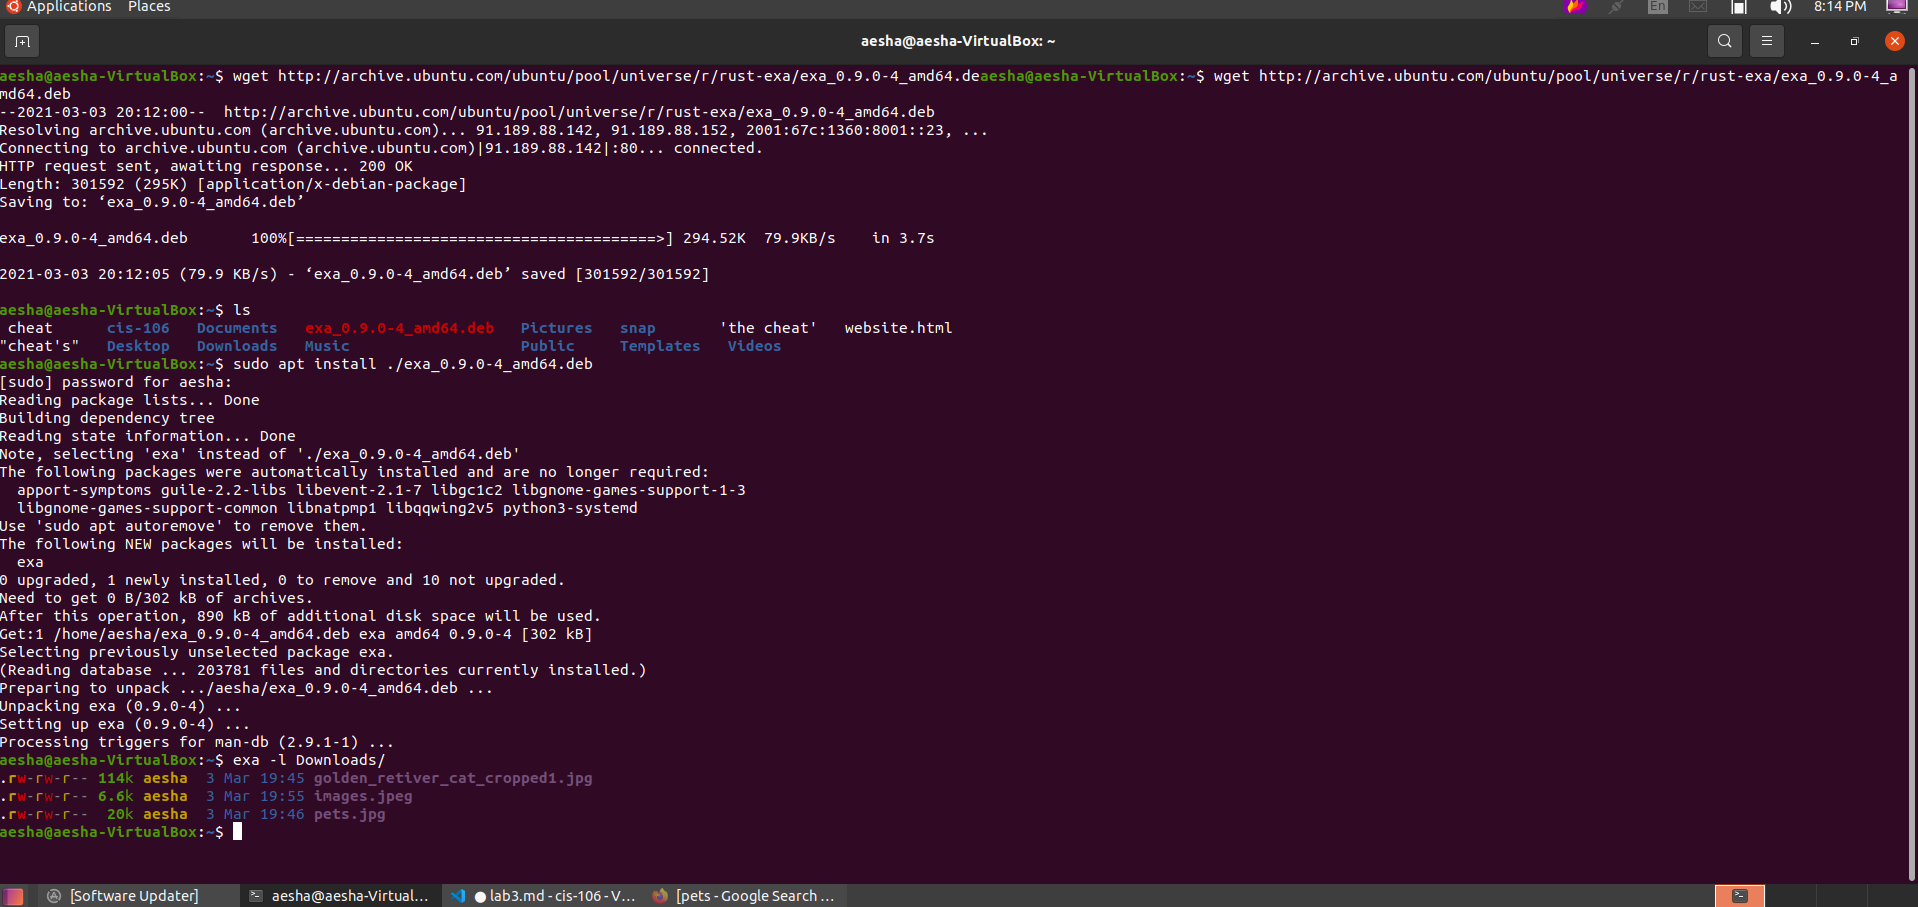 Applications Places En 8:14 PM
aesha@aesha-VirtualBox: ~
aesha@aesha-VirtualBox:~$ wget http://archive.ubuntu.com/ubuntu/pool/universe/r/rust-exa/exa_0.9.0-4_amd64.deaesha@aesha-VirtualBox:~$ wget http://archive.ubuntu.com/ubuntu/pool/universe/r/rust-exa/exa_0.9.0-4_a
md64.deb
--2021-03-03 20:12:00--  http://archive.ubuntu.com/ubuntu/pool/universe/r/rust-exa/exa_0.9.0-4_amd64.deb
Resolving archive.ubuntu.com (archive.ubuntu.com)... 91.189.88.142, 91.189.88.152, 2001:67c:1360:8001::23, ...
Connecting to archive.ubuntu.com (archive.ubuntu.com)|91.189.88.142|:80... connected.
HTTP request sent, awaiting response... 200 OK
Length: 301592 (295K) [application/x-debian-package]
Saving to: ‘exa_0.9.0-4_amd64.deb’
exa_0.9.0-4_amd64.deb       100%[========================================>] 294.52K  79.9KB/s    in 3.7s
2021-03-03 20:12:05 (79.9 KB/s) - ‘exa_0.9.0-4_amd64.deb’ saved [301592/301592]
aesha@aesha-VirtualBox:~$ ls
 cheat      cis-106   Documents   exa_0.9.0-4_amd64.deb   Pictures   snap       'the cheat'   website.html
"cheat's"   Desktop   Downloads   Music                   Public     Templates   Videos
aesha@aesha-VirtualBox:~$ sudo apt install ./exa_0.9.0-4_amd64.deb
[sudo] password for aesha:
Reading package lists... Done
Building dependency tree
Reading state information... Done
Note, selecting 'exa' instead of './exa_0.9.0-4_amd64.deb'
The following packages were automatically installed and are no longer required:
  apport-symptoms guile-2.2-libs libevent-2.1-7 libgc1c2 libgnome-games-support-1-3
  libgnome-games-support-common libnatpmp1 libqqwing2v5 python3-systemd
Use 'sudo apt autoremove' to remove them.
The following NEW packages will be installed:
  exa
0 upgraded, 1 newly installed, 0 to remove and 10 not upgraded.
Need to get 0 B/302 kB of archives.
After this operation, 890 kB of additional disk space will be used.
Get:1 /home/aesha/exa_0.9.0-4_amd64.deb exa amd64 0.9.0-4 [302 kB]
Selecting previously unselected package exa.
(Reading database ... 203781 files and directories currently installed.)
Preparing to unpack .../aesha/exa_0.9.0-4_amd64.deb ...
Unpacking exa (0.9.0-4) ...
Setting up exa (0.9.0-4) ...
Processing triggers for man-db (2.9.1-1) ...
aesha@aesha-VirtualBox:~$ exa -l Downloads/
.rw-rw-r-- 114k aesha  3 Mar 19:45 golden_retiver_cat_cropped1.jpg
.rw-rw-r-- 6.6k aesha  3 Mar 19:55 images.jpeg
.rw-rw-r--  20k aesha  3 Mar 19:46 pets.jpg
aesha@aesha-VirtualBox:~$
[Software Updater] aesha@aesha-Virtual... ● lab3.md - cis-106 - V... [pets - Google Search ...